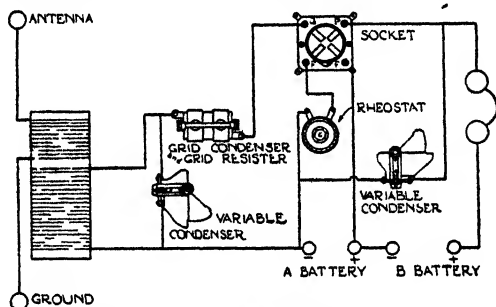 ANTENNA
SOCKET
RHEOSTAT
GRID CONDENSER
GRID RESISTER
VARIABLE
CONDENSER
VARIABLE
CONDENSER
A BATTERY
B BATTERY
- + - +
GROUND